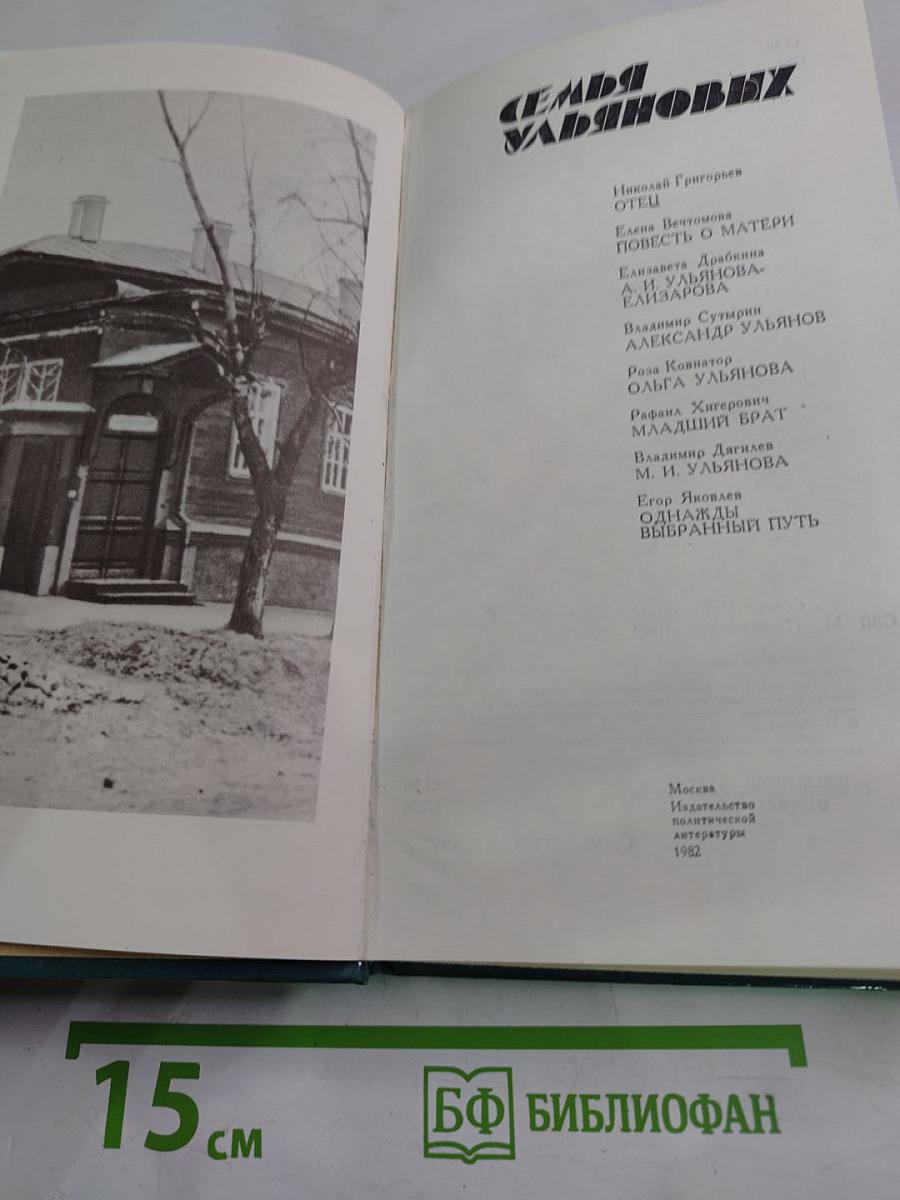 СЕМЬЯ
УЛЬЯНОВЫХ
Николай Григорьев
ОТЕЦ
Елена Вечтомова
ПОВЕСТЬ О МАТЕРИ
Елизавета Драбкина
А. И. УЛЬЯНОВА-
ЕЛИЗАРОВА
Владимир Сутырин
АЛЕКСАНДР УЛЬЯНОВ
Роза Ковнатор
ОЛЬГА УЛЬЯНОВА
Рафаил Хигерович
МЛАДШИЙ БРАТ
Владимир Дягилев
М. И. УЛЬЯНОВА
Егор Яковлев
ОДНАЖДЫ
ВЫБРАННЫЙ ПУТЬ
Москва
Издательство
политической
литературы
1982
15 см
БФ БИБЛИОФАН